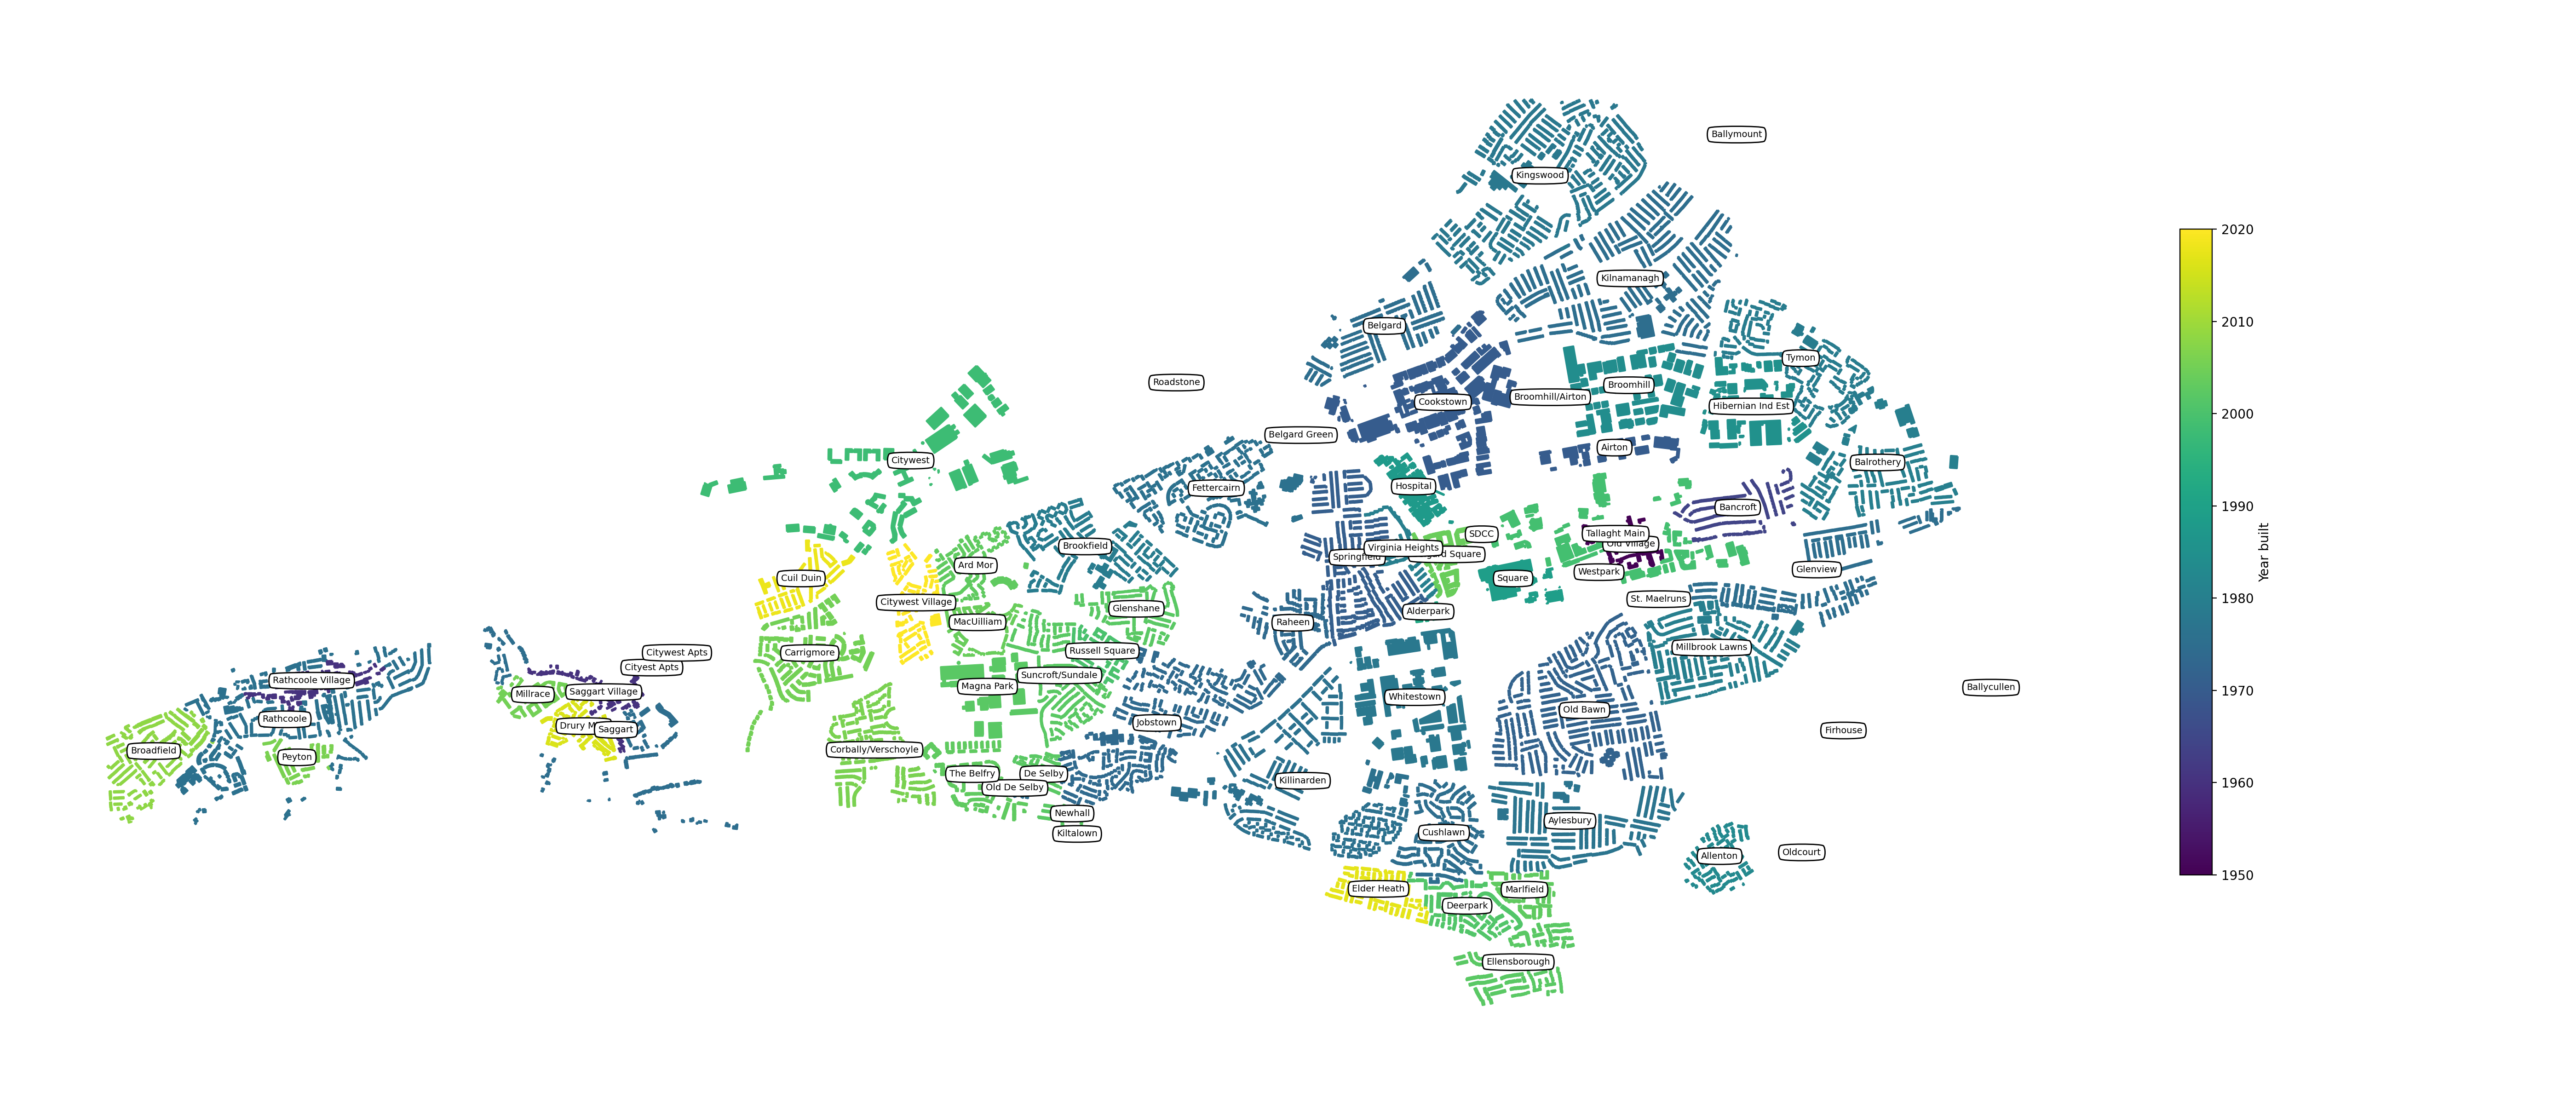 Ballymount
Kingswood
Kilnamanagh
Belgard
Tymon
Roadstone
Broomhill
Broomhill/Airton
Cookstown
Hibernian Ind Est
Belgard Green
Airton
Citywest
Balrothery
Hospital
Fettercairn
Bancroft
SDCC
Tallaght Main
Old Village
Brookfield
Virginia Heights
Springfield
rd Square
Ard Mor
Glenview
Westpark
Cuil Duin
Square
St. Maelruns
Citywest Village
Glenshane
Alderpark
MacUilliam
Raheen
Millbrook Lawns
Russell Square
Citywest Apts
Carrigmore
Cityest Apts
Suncroft/Sundale
Rathcoole Village
Magna Park
Ballycullen
Saggart Village
Millrace
Whitestown
Old Bawn
Rathcoole
Jobstown
Drury M
Saggart
Firhouse
Broadfield
Corbally/Verschoyle
Peyton
The Belfry
De Selby
Killinarden
Old De Selby
Newhall
Aylesbury
Kiltalown
Cushlawn
Oldcourt
Allenton
Elder Heath
Marlfield
Deerpark
Ellensborough
2020
2010
2000
1990
1980
1970
1960
1950
Year built